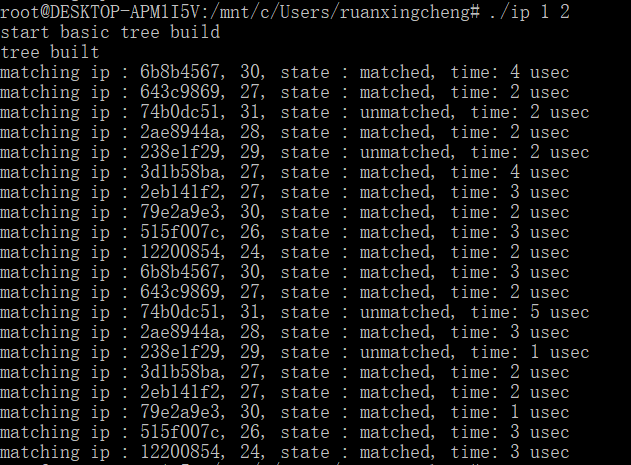 root@DESKTOP-APM1I5V:/mnt/c/Users/ruanxingcheng# ./ip 1 2
start basic tree build
tree built
matching ip : 6b8b4567, 30, state : matched, time: 4 usec
matching ip : 643c9869, 27, state : matched, time: 2 usec
matching ip : 74b0dc51, 31, state : unmatched, time: 2 usec
matching ip : 2ae8944a, 28, state : matched, time: 2 usec
matching ip : 238e1f29, 29, state : unmatched, time: 2 usec
matching ip : 3d1b58ba, 27, state : matched, time: 4 usec
matching ip : 2eb141f2, 27, state : matched, time: 3 usec
matching ip : 79e2a9e3, 30, state : matched, time: 2 usec
matching ip : 515f007c, 26, state : matched, time: 3 usec
matching ip : 12200854, 24, state : matched, time: 2 usec
matching ip : 6b8b4567, 30, state : matched, time: 3 usec
matching ip : 643c9869, 27, state : matched, time: 2 usec
matching ip : 74b0dc51, 31, state : unmatched, time: 5 usec
matching ip : 2ae8944a, 28, state : matched, time: 3 usec
matching ip : 238e1f29, 29, state : unmatched, time: 1 usec
matching ip : 3d1b58ba, 27, state : matched, time: 2 usec
matching ip : 2eb141f2, 27, state : matched, time: 2 usec
matching ip : 79e2a9e3, 30, state : matched, time: 1 usec
matching ip : 515f007c, 26, state : matched, time: 3 usec
matching ip : 12200854, 24, state : matched, time: 3 usec